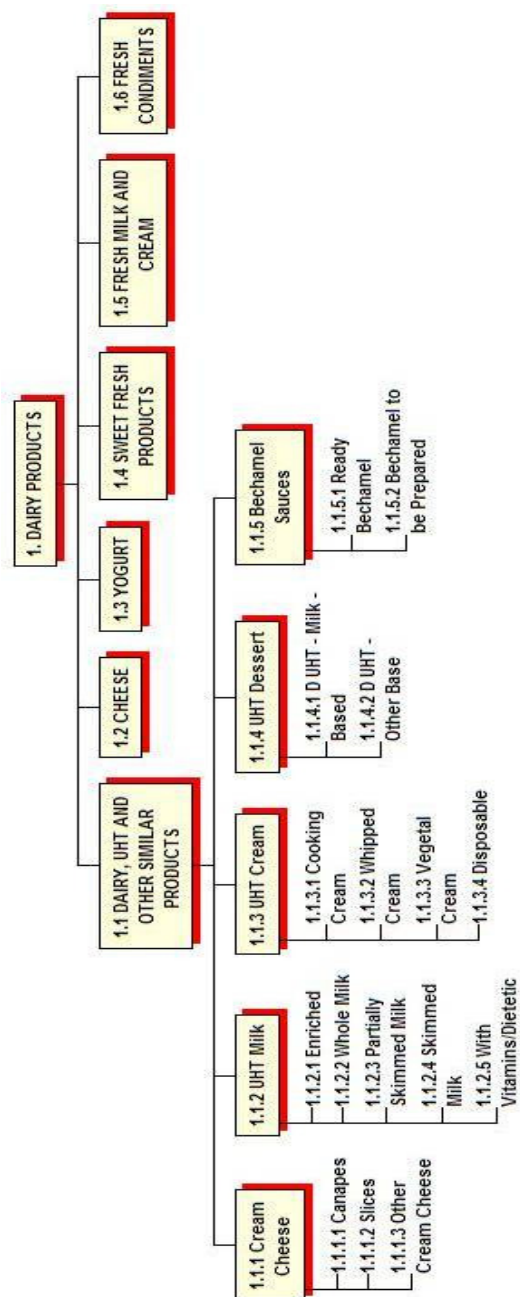 1. DAIRY PRODUCTS
1.1 DAIRY, UHT AND
OTHER SIMILAR
PRODUCTS
1.2 CHEESE
1.3 YOGURT
1.4 SWEET FRESH
PRODUCTS
1.5 FRESH MILK AND
CREAM
1.6 FRESH
CONDIMENTS
1.1.1 Cream
Cheese
1.1.1.1 Canapes
1.1.1.2 Slices
1.1.1.3 Other
Cream Cheese
1.1.2 UHT Milk
1.1.2.1 Enriched
1.1.2.2 Whole Milk
1.1.2.3 Partially
Skimmed Milk
1.1.2.4 Skimmed
Milk
1.1.2.5 With
Vitamins/Dietetic
1.1.3 UHT Cream
1.1.3.1 Cooking
Cream
1.1.3.2 Whipped
Cream
1.1.3.3 Vegetal
Cream
1.1.3.4 Disposable
1.1.4 UHT Dessert
1.1.4.1 D UHT - Milk -
Based
1.1.4.2 D UHT -
Other Base
1.1.5 Bechamel
Sauces
1.1.5.1 Ready
Bechamel
1.1.5.2 Bechamel to
be Prepared